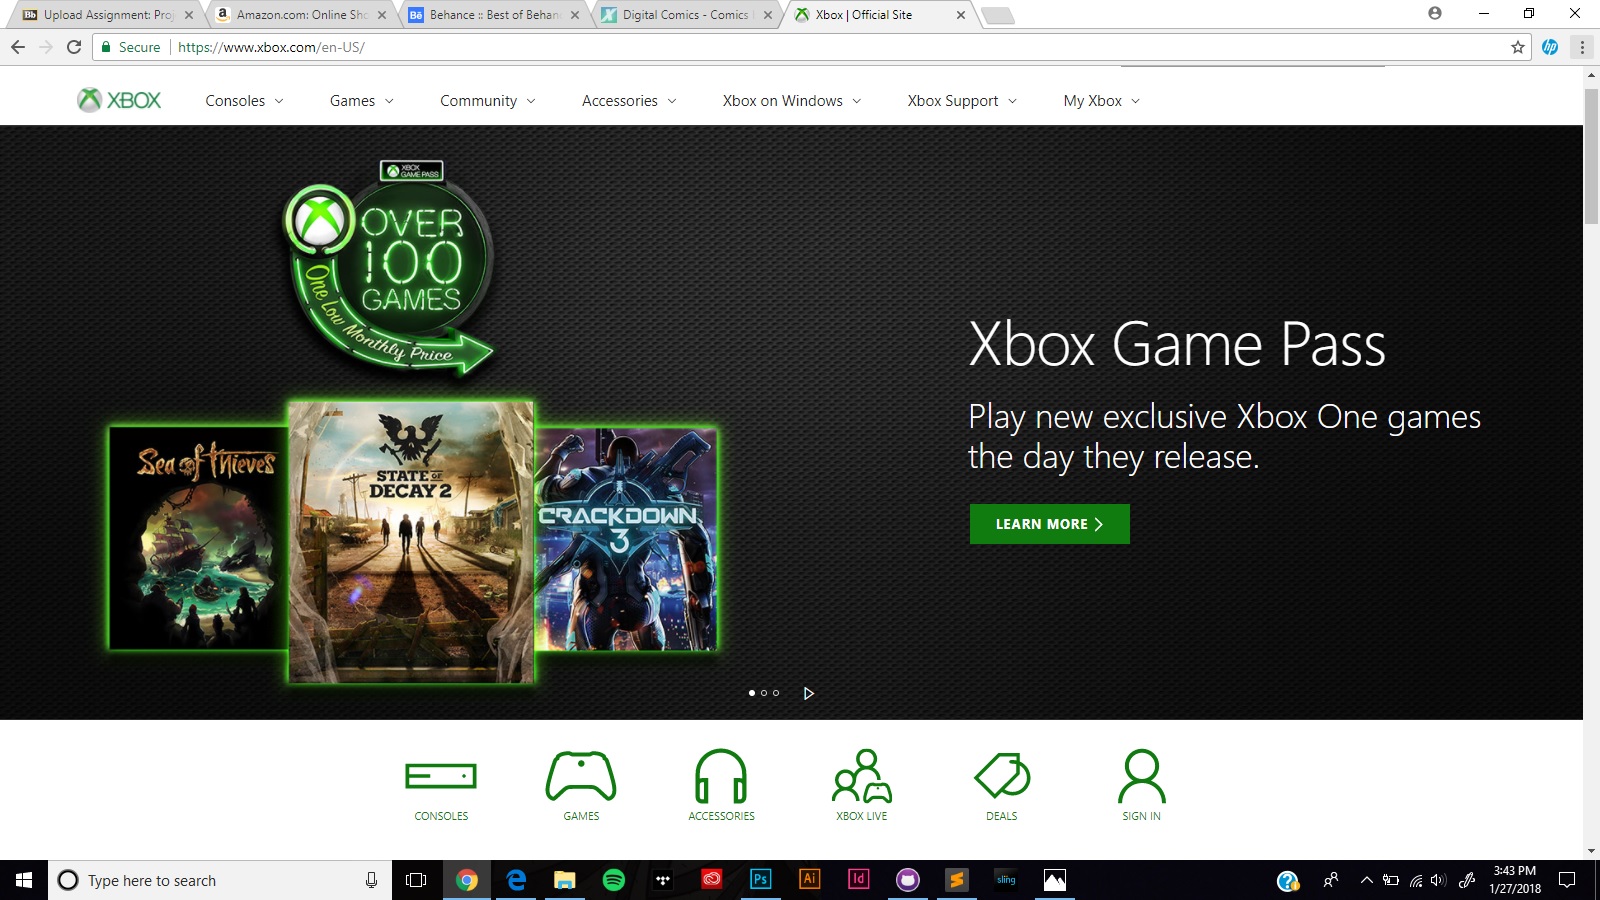 Upload Assignment: Proj
Amazon.com: Online Sho
Behance :: Best of Behan
Digital Comics - Comics
Xbox | Official Site
Secure
https://www.xbox.com/en-US/
XBOX
Consoles
Games
Community
Accessories
Xbox on Windows
Xbox Support
My Xbox
XBOX
GAME PASS
OVER
100
GAMES
One Low Monthly Price
Sea of Thieves
STATE OF
DECAY 2
CRACKDOWN
3
Xbox Game Pass
Play new exclusive Xbox One games
the day they release.
LEARN MORE
CONSOLES
GAMES
ACCESSORIES
XBOX LIVE
DEALS
SIGN IN
Type here to search
Ps
Ai
Id
sling
3:43 PM
1/27/2018